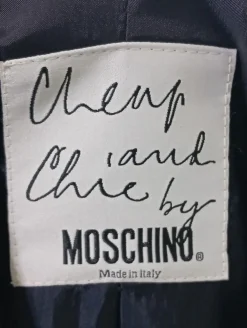 Cheap
and
Chic by
MOSCHINO®
Made in Italy